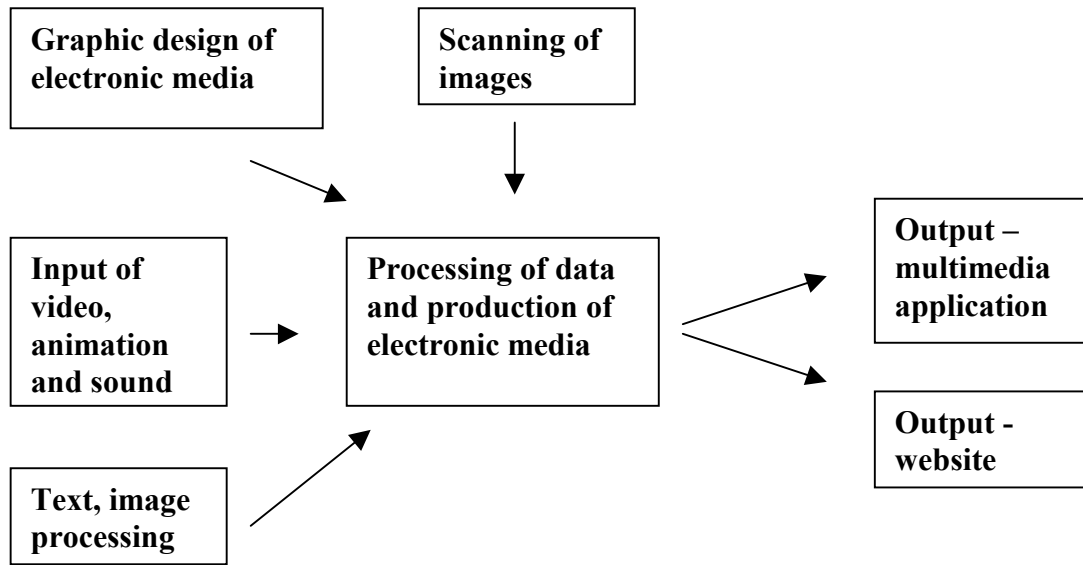 Graphic design of
electronic media
Scanning of
images
Input of
video,
animation
and sound
Processing of data
and production of
electronic media
Output –
multimedia
application
Output -
website
Text, image
processing